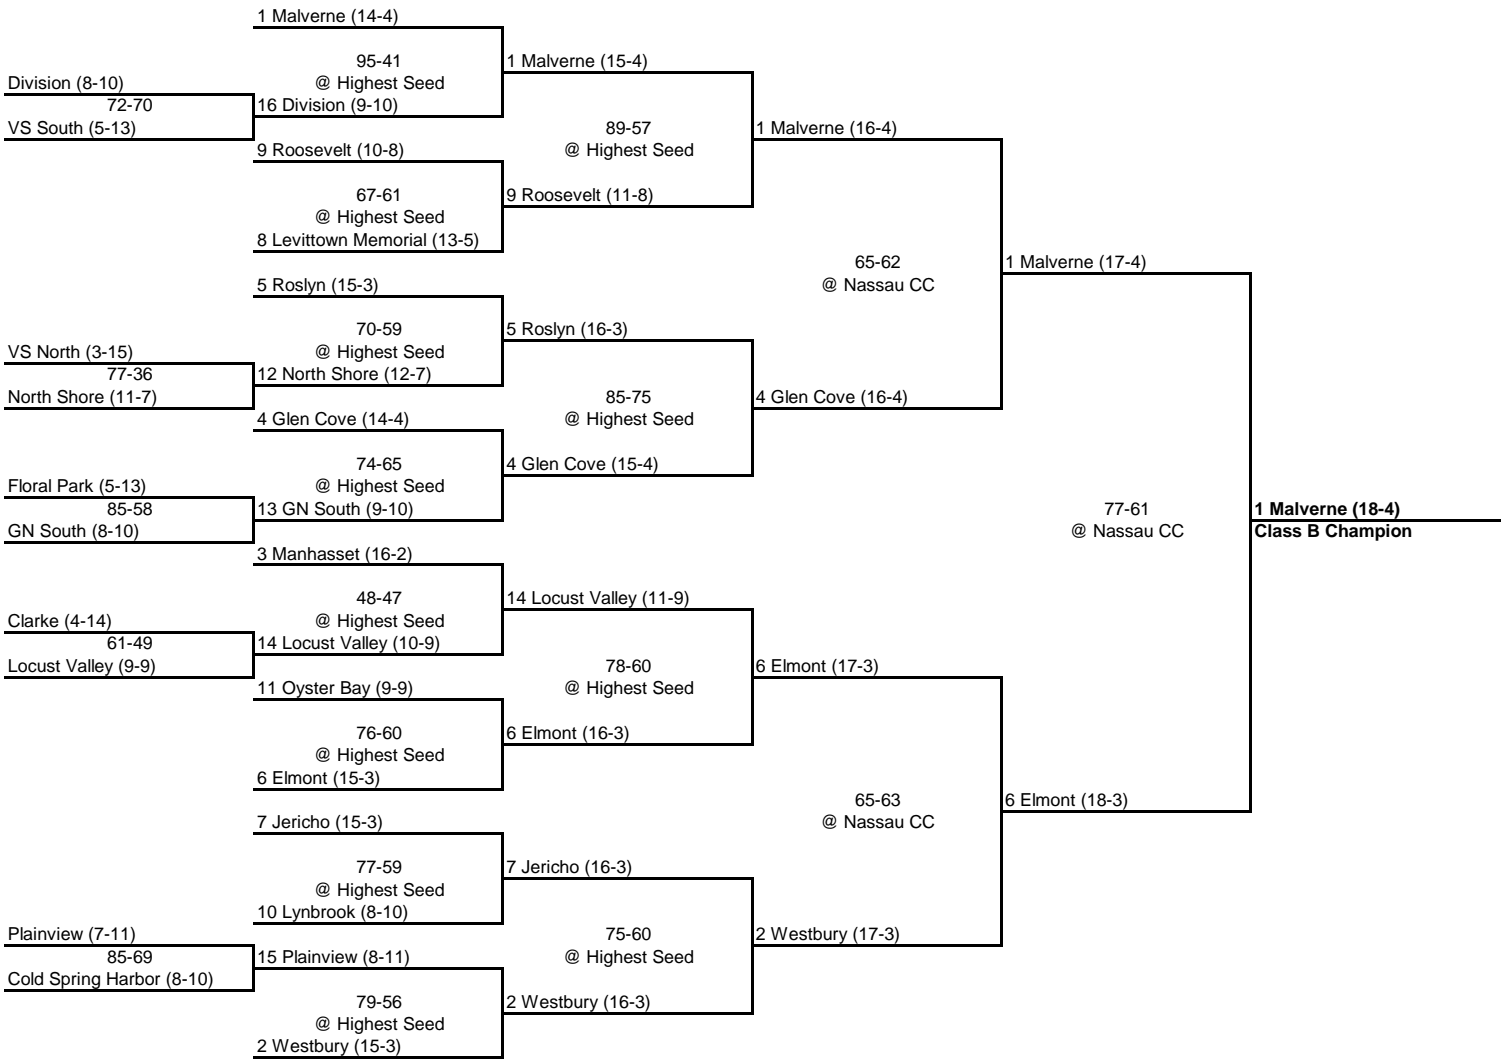 1 Malverne (14-4)
95-41
@ Highest Seed
1 Malverne (15-4)
Division (8-10)
72-70
16 Division (9-10)
VS South (5-13)
89-57
@ Highest Seed
1 Malverne (16-4)
9 Roosevelt (10-8)
67-61
@ Highest Seed
9 Roosevelt (11-8)
8 Levittown Memorial (13-5)
65-62
@ Nassau CC
1 Malverne (17-4)
5 Roslyn (15-3)
70-59
@ Highest Seed
5 Roslyn (16-3)
VS North (3-15)
77-36
12 North Shore (12-7)
North Shore (11-7)
85-75
@ Highest Seed
4 Glen Cove (16-4)
4 Glen Cove (14-4)
74-65
@ Highest Seed
4 Glen Cove (15-4)
Floral Park (5-13)
85-58
13 GN South (9-10)
GN South (8-10)
77-61
@ Nassau CC
1 Malverne (18-4)
Class B Champion
3 Manhasset (16-2)
48-47
@ Highest Seed
14 Locust Valley (11-9)
Clarke (4-14)
61-49
14 Locust Valley (10-9)
Locust Valley (9-9)
78-60
@ Highest Seed
6 Elmont (17-3)
11 Oyster Bay (9-9)
76-60
@ Highest Seed
6 Elmont (16-3)
6 Elmont (15-3)
65-63
@ Nassau CC
6 Elmont (18-3)
7 Jericho (15-3)
77-59
@ Highest Seed
7 Jericho (16-3)
10 Lynbrook (8-10)
75-60
@ Highest Seed
2 Westbury (17-3)
Plainview (7-11)
85-69
15 Plainview (8-11)
Cold Spring Harbor (8-10)
79-56
@ Highest Seed
2 Westbury (16-3)
2 Westbury (15-3)